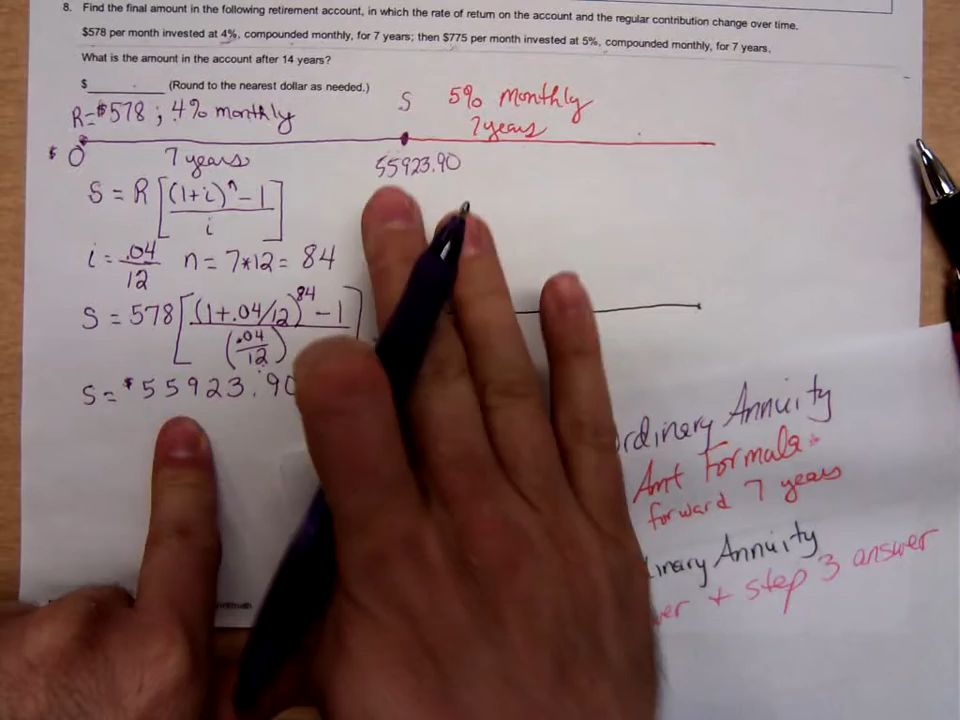 8. Find the final amount in the following retirement account, in which the rate of return on the account and the regular contribution change over time.
$578 per month invested at 4%, compounded monthly, for 7 years; then $775 per month invested at 5%, compounded monthly, for 7 years.
What is the amount in the account after 14 years?
$ (Round to the nearest dollar as needed.)
R=$578 ; 4% monthly
S 5% monthly
7 years
$ 0 7 years 55923.90
S = R [(1+i)^n - 1 / i]
i = .04/12 n = 7*12 = 84
S = 578 [(1+.04/12)^84 - 1 / (.04/12)]
S = $55923.90
rdinary Annuity
Amt Formula
forward 7 years
inary Annuity
er + step 3 answer